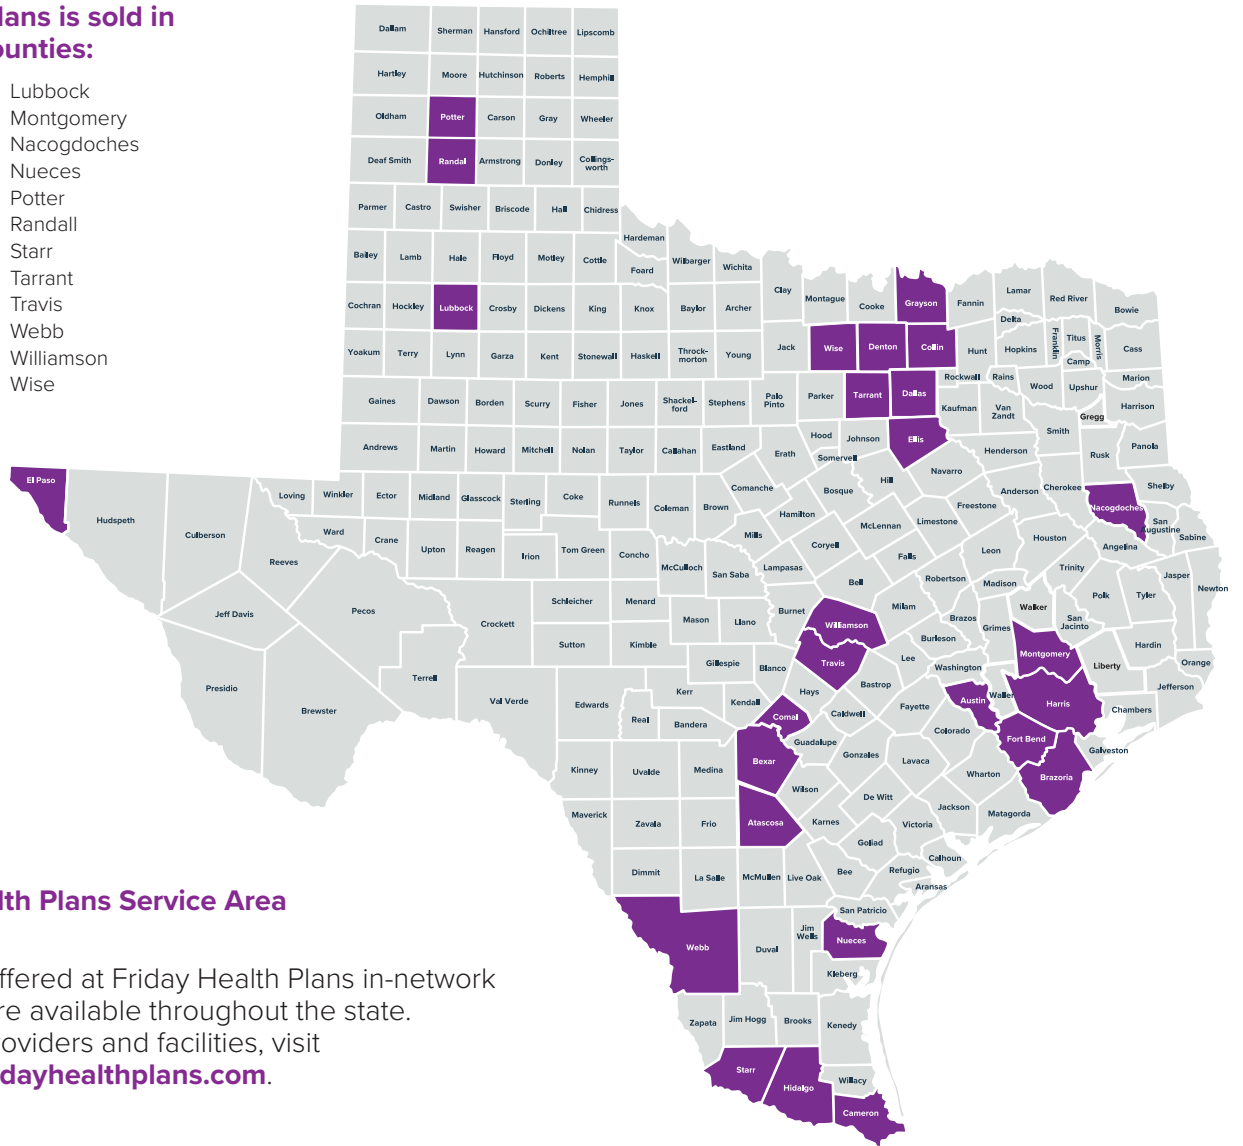 lans is sold in
ounties:
Lubbock
Montgomery
Nacogdoches
Nueces
Potter
Randall
Starr
Tarrant
Travis
Webb
Williamson
Wise
Dallam Sherman Hansford Ochiltree Lipscomb
Hartley Moore Hutchinson Roberts Hemphill
Oldham Potter Carson Gray Wheeler
Deaf Smith Randal Armstrong Donley Collings-
worth
Parmer Castro Swisher Briscode Hall Chidress
Hardeman
Bailey Lamb Hale Floyd Motley Cottle
Foard Wilbarger Wichita
Clay Montague Cooke Grayson Fannin Lamar Red River Bowie
Cochran Hockley Lubbock Crosby Dickens King Knox Baylor Archer
Delta Franklin Titus Morris Cass
Yoakum Terry Lynn Garza Kent Stonewall Haskell Throck-
morton Young Jack Wise Denton Collin Hunt Hopkins Camp
Rockwall Rains Wood Upshur Marion
Gaines Dawson Borden Scurry Fisher Jones Shackel-
ford Stephens Palo
Pinto Parker Tarrant Dallas Kaufman Van
Zandt Gregg Harrison
Andrews Martin Howard Mitchell Nolan Taylor Callahan Eastland Erath Hood Johnson Ellis Smith Rusk Panola
Somervell Hill Navarro Henderson
El Paso Hudspeth Culberson Loving Winkler Ector Midland Glasscock Sterling Coke Runnels Coleman Brown Comanche Bosque Freestone Anderson Cherokee Nacogdoches Shelby
San
Augustine Sabine
Reeves Ward Crane Upton Reagen Irion Tom Green Concho Mills Hamilton McLennan Limestone Leon Houston Angelina
McCulloch San Saba Lampasas Coryell Bell Falls Robertson Madison Trinity Polk Tyler Jasper Newton
Jeff Davis Pecos Crockett Schleicher Menard Mason Llano Burnet Williamson Milam Brazos Grimes Walker San
Jacinto Hardin
Sutton Kimble Gillespie Blanco Travis Lee Burleson Washington Montgomery Liberty Orange
Presidio Brewster Terrell Val Verde Edwards Kerr Kendall Hays Bastrop Fayette Austin Waller Harris Jefferson
Real Bandera Comal Caldwell Colorado Fort Bend Chambers
Kinney Uvalde Medina Bexar Guadalupe Gonzales Lavaca Wharton Brazoria Galveston
Maverick Zavala Frio Atascosa Wilson Karnes De Witt Victoria Jackson Matagorda
Goliad
Dimmit La Salle McMullen Live Oak Bee Refugio Calhoun
Aransas
San Patricio
Webb Duval Jim
Wells Nueces
Kleberg
Zapata Jim Hogg Brooks Kenedy
Starr Hidalgo Willacy
Cameron
lth Plans Service Area
ffered at Friday Health Plans in-network
re available throughout the state.
roviders and facilities, visit
dayhealthplans.com.